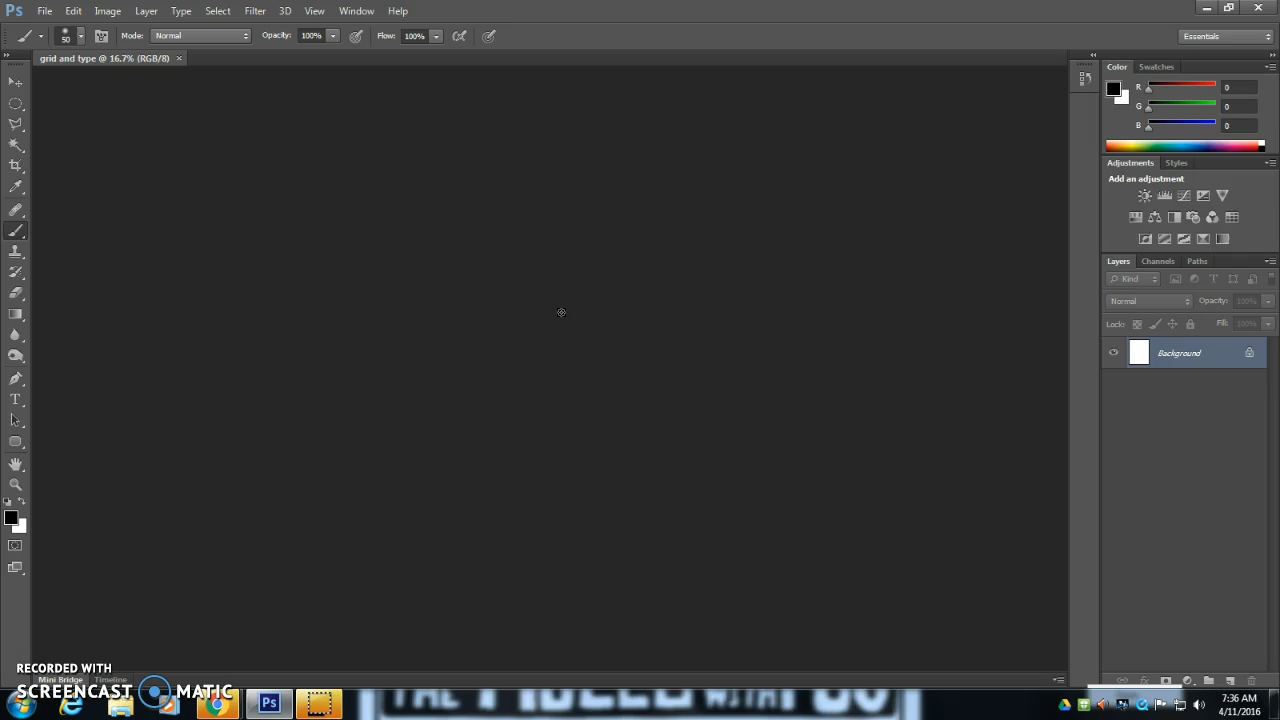 Ps File Edit Image Layer Type Select Filter 3D View Window Help
50 Mode: Normal Opacity: 100% Flow: 100% Essentials
grid and type @ 16.7% (RGB/8) ×
Color Swatches
R 0
G 0
B 0
Adjustments Styles
Add an adjustment
Layers Channels Paths
Kind
Normal Opacity: 100%
Lock: Fill: 100%
Background
RECORDED WITH
SCREENCAST MATIC
Mini Bridge Timeline
Ps
7:36 AM
4/11/2016